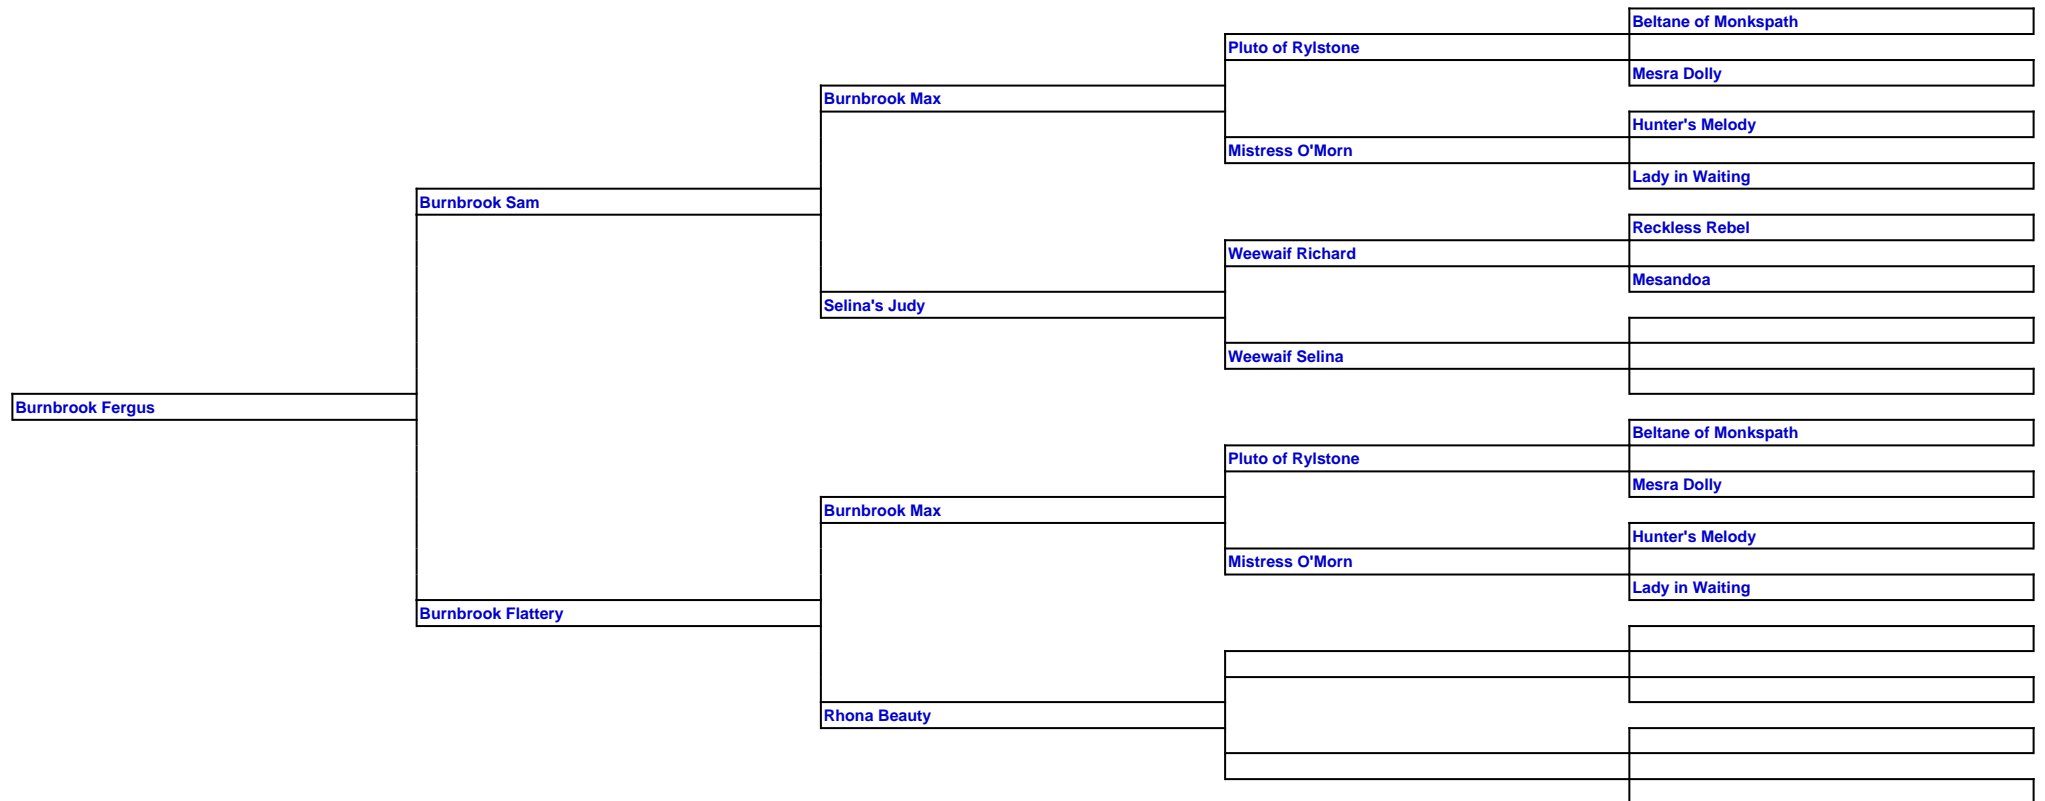 Beltane of Monkspath
Pluto of Rylstone
Mesra Dolly
Burnbrook Max
Hunter's Melody
Mistress O'Morn
Lady in Waiting
Burnbrook Sam
Reckless Rebel
Weewaif Richard
Mesandoa
Selina's Judy
Weewaif Selina
Burnbrook Fergus
Beltane of Monkspath
Pluto of Rylstone
Mesra Dolly
Burnbrook Max
Hunter's Melody
Mistress O'Morn
Lady in Waiting
Burnbrook Flattery
Rhona Beauty